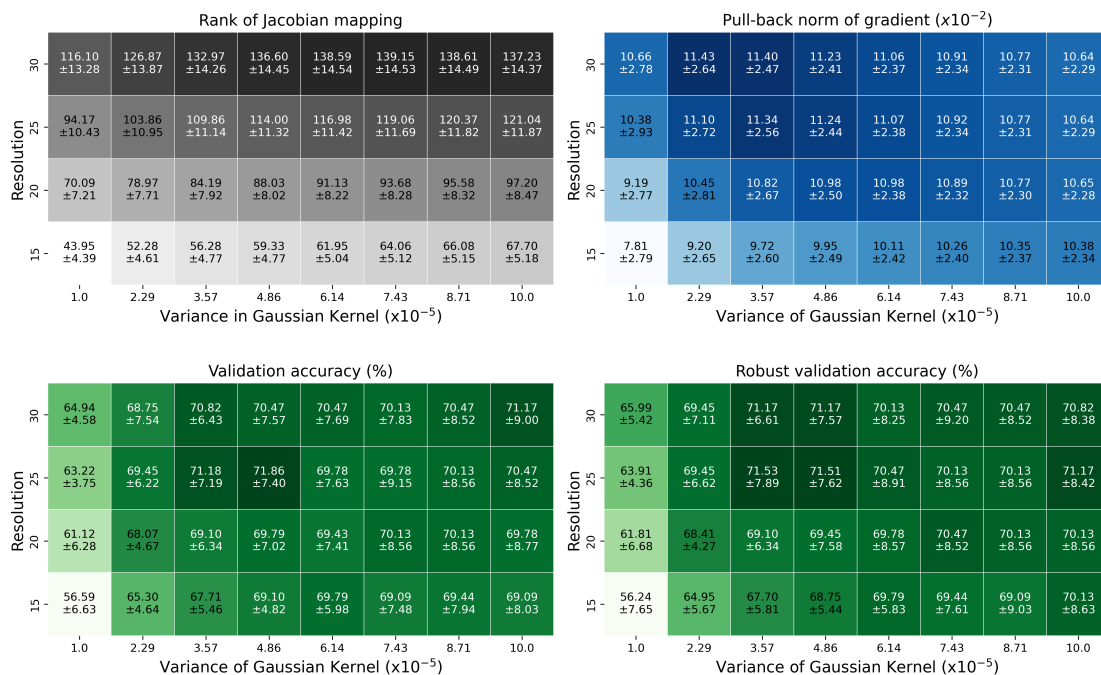 Rank of Jacobian mapping
Resolution
30
116.10 126.87 132.97 136.60 138.59 139.15 138.61 137.23
±13.28 ±13.87 ±14.26 ±14.45 ±14.54 ±14.53 ±14.49 ±14.37
25
94.17 103.86 109.86 114.00 116.98 119.06 120.37 121.04
±10.43 ±10.95 ±11.14 ±11.32 ±11.42 ±11.69 ±11.82 ±11.87
20
70.09 78.97 84.19 88.03 91.13 93.68 95.58 97.20
±7.21 ±7.71 ±7.92 ±8.02 ±8.22 ±8.28 ±8.32 ±8.47
15
43.95 52.28 56.28 59.33 61.95 64.06 66.08 67.70
±4.39 ±4.61 ±4.77 ±4.77 ±5.04 ±5.12 ±5.15 ±5.18
1.0 2.29 3.57 4.86 6.14 7.43 8.71 10.0
Variance in Gaussian Kernel (x10⁻⁵)
Pull-back norm of gradient (x10⁻²)
Resolution
30
10.66 11.43 11.40 11.23 11.06 10.91 10.77 10.64
±2.78 ±2.64 ±2.47 ±2.41 ±2.37 ±2.34 ±2.31 ±2.29
25
10.38 11.10 11.34 11.24 11.07 10.92 10.77 10.64
±2.93 ±2.72 ±2.56 ±2.44 ±2.38 ±2.34 ±2.31 ±2.29
20
9.19 10.45 10.82 10.98 10.98 10.89 10.77 10.65
±2.77 ±2.81 ±2.67 ±2.50 ±2.38 ±2.32 ±2.30 ±2.28
15
7.81 9.20 9.72 9.95 10.11 10.26 10.35 10.38
±2.79 ±2.65 ±2.60 ±2.49 ±2.42 ±2.40 ±2.37 ±2.34
1.0 2.29 3.57 4.86 6.14 7.43 8.71 10.0
Variance of Gaussian Kernel (x10⁻⁵)
Validation accuracy (%)
Resolution
30
64.94 68.75 70.82 70.47 70.47 70.13 70.47 71.17
±4.58 ±7.54 ±6.43 ±7.57 ±7.69 ±7.83 ±8.52 ±9.00
25
63.22 69.45 71.18 71.86 69.78 69.78 70.13 70.47
±3.75 ±6.22 ±7.19 ±7.40 ±7.63 ±9.15 ±8.56 ±8.52
20
61.12 68.07 69.10 69.79 69.43 70.13 70.13 69.78
±6.28 ±4.67 ±6.34 ±7.02 ±7.41 ±8.56 ±8.56 ±8.77
15
56.59 65.30 67.71 69.10 69.79 69.09 69.44 69.09
±6.63 ±4.64 ±5.46 ±4.82 ±5.98 ±7.48 ±7.94 ±8.03
1.0 2.29 3.57 4.86 6.14 7.43 8.71 10.0
Variance of Gaussian Kernel (x10⁻⁵)
Robust validation accuracy (%)
Resolution
30
65.99 69.45 71.17 71.17 70.13 70.47 70.47 70.82
±5.42 ±7.11 ±6.61 ±7.57 ±8.25 ±9.20 ±8.52 ±8.38
25
63.91 69.45 71.53 71.51 70.47 70.13 70.13 71.17
±4.36 ±6.62 ±7.89 ±7.62 ±8.91 ±8.56 ±8.56 ±8.42
20
61.81 68.41 69.10 69.45 69.78 70.47 70.13 70.13
±6.68 ±4.27 ±6.34 ±7.58 ±8.57 ±8.52 ±8.56 ±8.56
15
56.24 64.95 67.70 68.75 69.79 69.44 69.09 70.13
±7.65 ±5.67 ±5.81 ±5.44 ±5.83 ±7.61 ±9.03 ±8.63
1.0 2.29 3.57 4.86 6.14 7.43 8.71 10.0
Variance of Gaussian Kernel (x10⁻⁵)